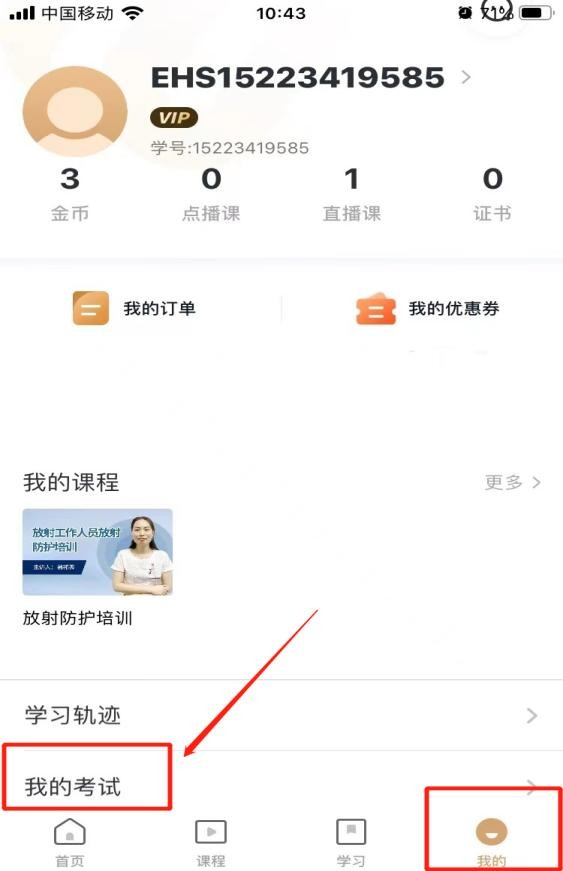 中国移动 10:43 71%
EHS15223419585
VIP
学号:15223419585
3 0 1 0
金币 点播课 直播课 证书
我的订单 我的优惠券
我的课程 更多
放射工作人员放射
防护培训
放射防护培训
学习轨迹
我的考试
首页 课程 学习 我的